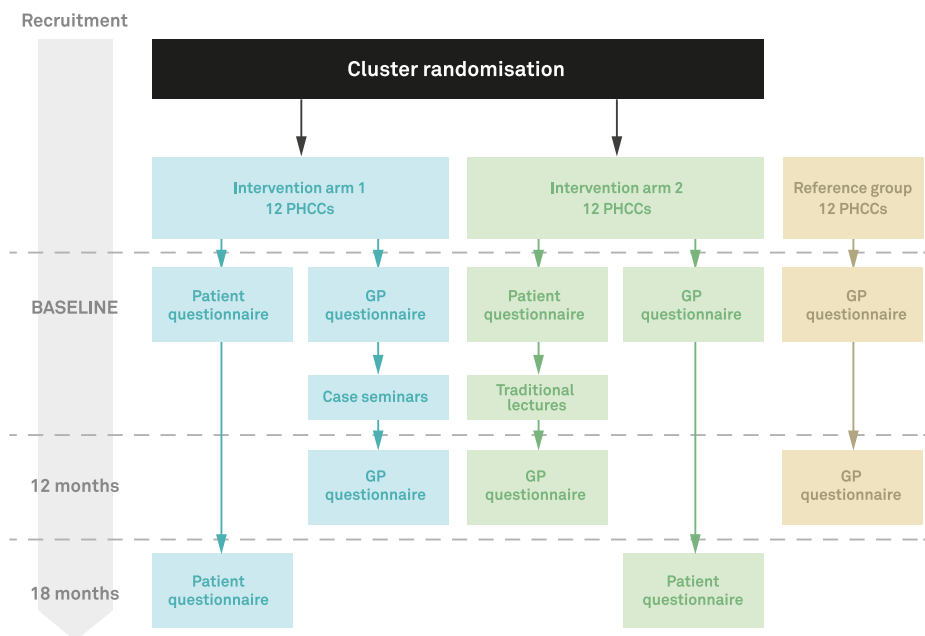 Recruitment
Cluster randomisation
Intervention arm 1
12 PHCCs
Intervention arm 2
12 PHCCs
Reference group
12 PHCCs
BASELINE
Patient
questionnaire
GP
questionnaire
Patient
questionnaire
GP
questionnaire
GP
questionnaire
Case seminars
Traditional
lectures
12 months
GP
questionnaire
GP
questionnaire
GP
questionnaire
18 months
Patient
questionnaire
Patient
questionnaire